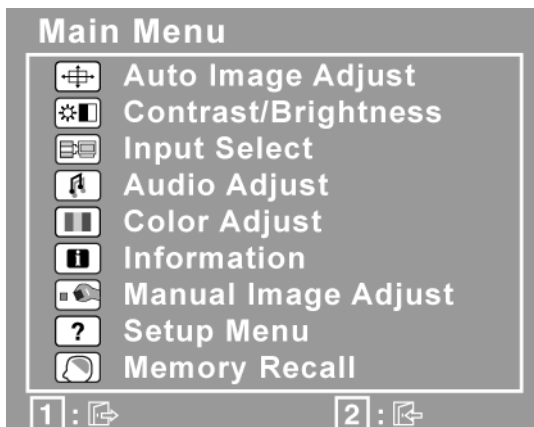 Main Menu
Auto Image Adjust
Contrast/Brightness
Input Select
Audio Adjust
Color Adjust
i Information
Manual Image Adjust
? Setup Menu
Memory Recall
1 : 2 :